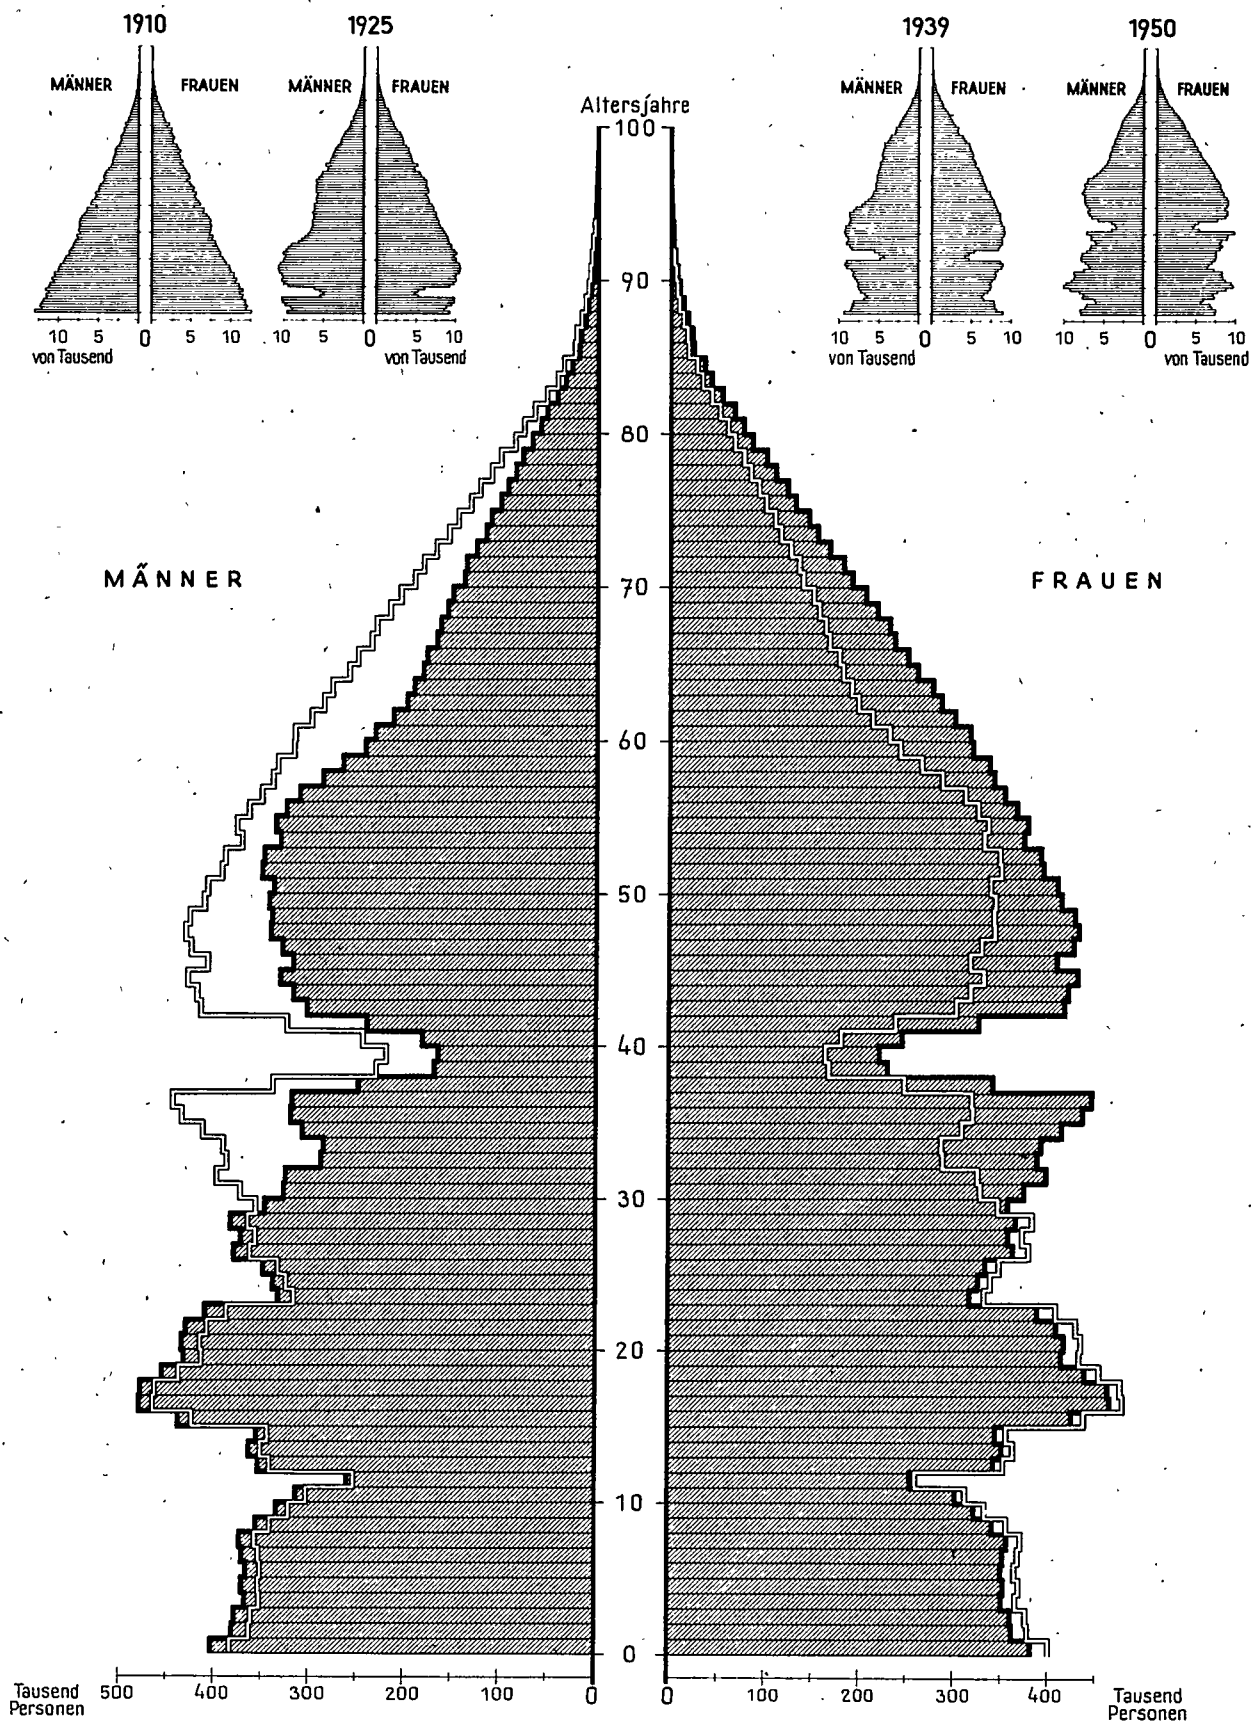 1910
1925
1939
1950
MÄNNER FRAUEN
MÄNNER FRAUEN
MÄNNER FRAUEN
MÄNNER FRAUEN
Altersjahre
100
90
80
70
60
50
40
30
20
10
0
10 5 0 5 10
von Tausend
10 5 0 5 10
von Tausend
10 5 0 5 10
von Tausend
10 5 0 5 10
von Tausend
MÄNNER
FRAUEN
Tausend
Personen
500 400 300 200 100 0
0 100 200 300 400
Tausend
Personen